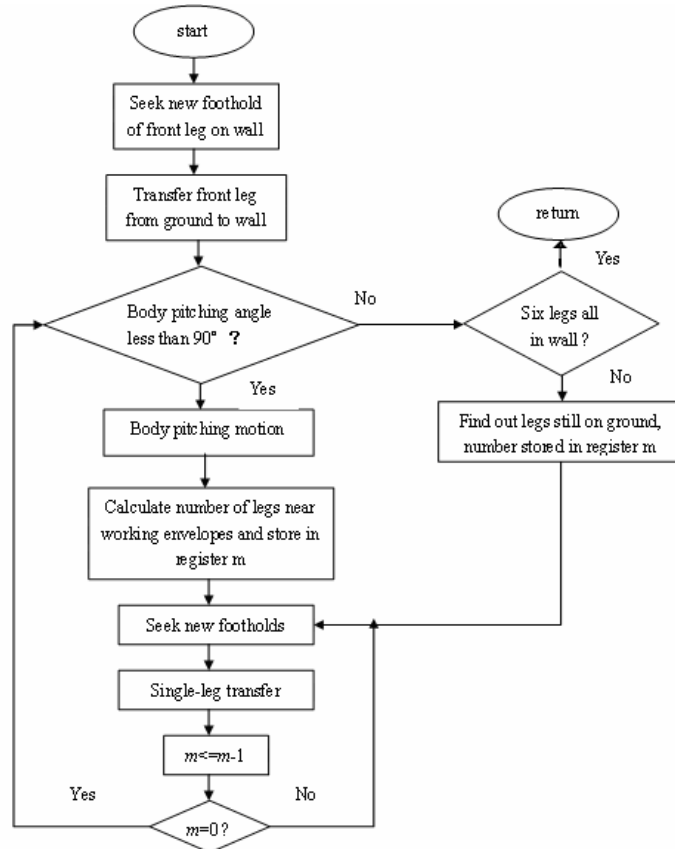 start
Seek new foothold
of front leg on wall
Transfer front leg
from ground to wall
return
Yes
Body pitching angle
less than 90° ?
No
Six legs all
in wall ?
Yes
No
Body pitching motion
Find out legs still on ground,
number stored in register m
Calculate number of legs near
working envelopes and store in
register m
Seek new footholds
Single-leg transfer
m<=m-1
Yes
No
m=0 ?